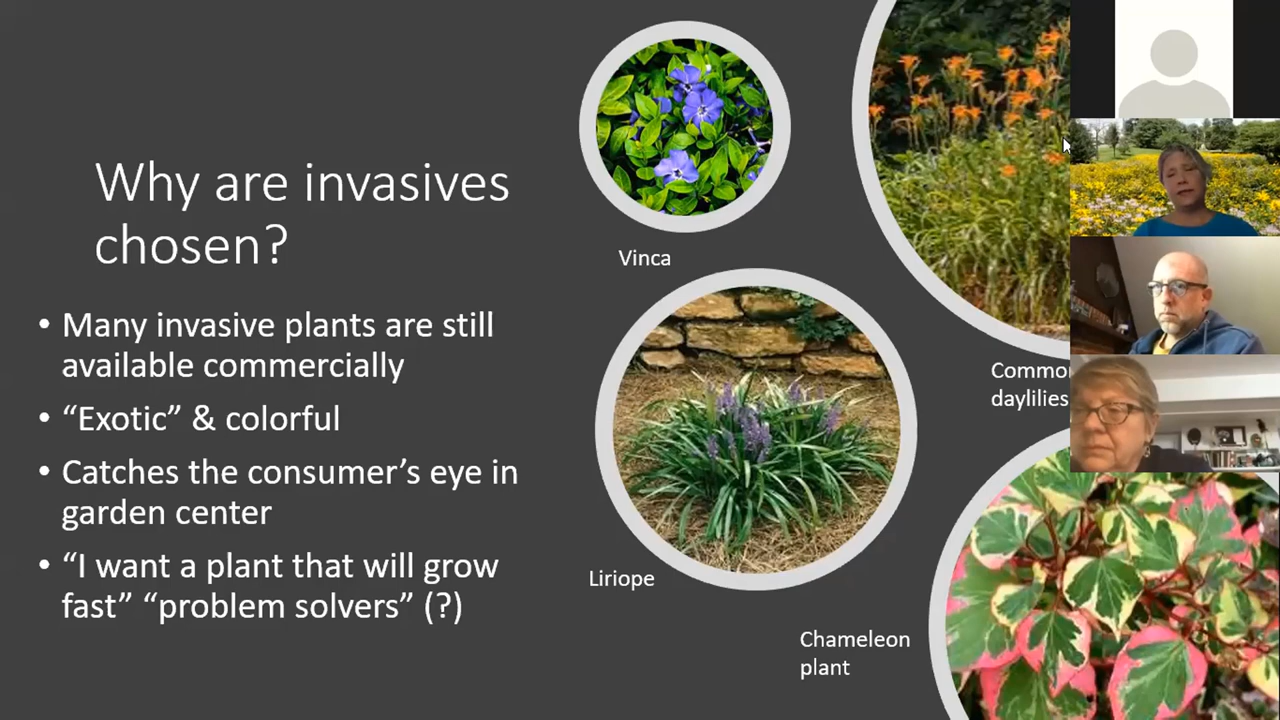 Why are invasives
chosen?
• Many invasive plants are still
available commercially
• “Exotic” & colorful
• Catches the consumer’s eye in
garden center
• “I want a plant that will grow
fast” “problem solvers” (?)
Vinca
Liriope
daylilies
Chameleon
plant